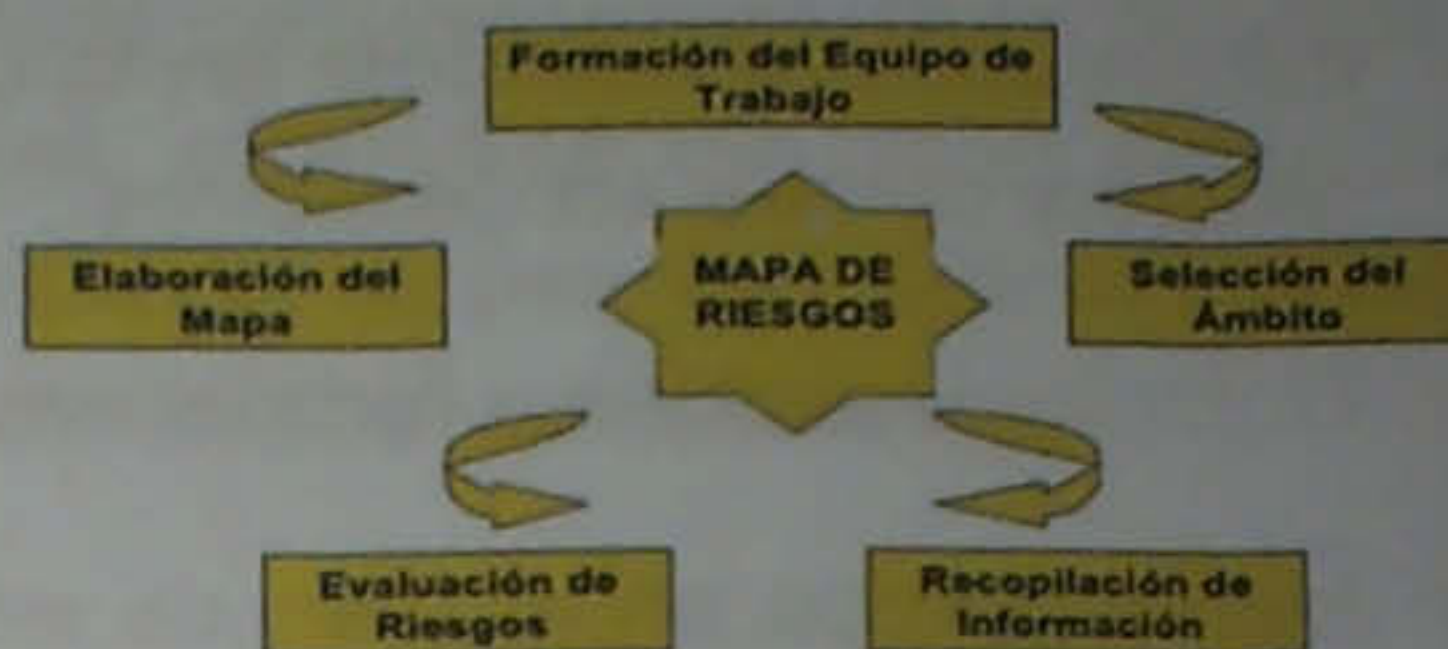 Formación del Equipo de
Trabajo
Elaboración del
Mapa
MAPA DE
RIESGOS
Selección del
Ámbito
Evaluación de
Riesgos
Recopilación de
Información